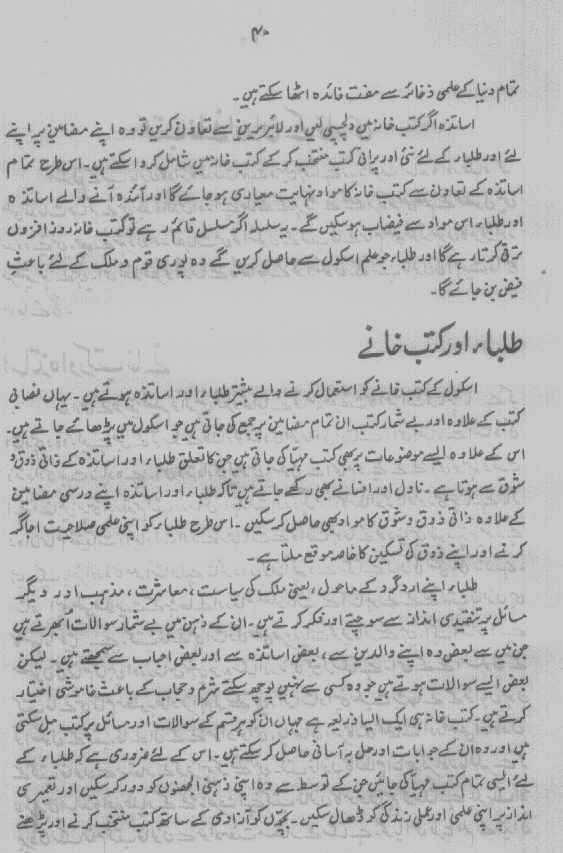 ۴۰
تمام دنیا کے علمی ذخائر سے مفت فائدہ اٹھا سکتے ہیں۔
اساتذہ اگر کتب خانہ میں دلچسپی لیں اور لائبریرین سے تعاون کریں تو وہ اپنے مضامین پر اپنے
لئے اور طلباء کے لئے نئی اور پرانی کتب منتخب کر کے کتب خانہ میں شامل کروا سکتے ہیں۔ اس طرح تمام
اساتذہ کے تعاون سے کتب خانہ کا مواد نہایت معیاری ہو جائے گا اور آئندہ آنے والے اساتذہ
اور طلباء اس مواد سے فیضاب ہو سکیں گے۔ یہ سلسلہ اگر مسلسل قائم رہے تو کتب خانہ روز افزوں
ترقی کرتا رہے گا اور طلباء جو علم اسکول سے حاصل کریں گے وہ پوری قوم و ملک کے لئے باعثِ
فیض بن جائے گا۔
طلباء اور کتب خانے
اسکول کے کتب خانے کو استعمال کرنے والے بیشتر طلباء اور اساتذہ ہوتے ہیں۔ یہاں نصابی
کتب کے علاوہ اور بے شمار کتب ان تمام مضامین پر جمع کی جاتی ہیں جو اسکول میں پڑھائے جاتے ہیں۔
اس کے علاوہ ایسے موضوعات پر بھی کتب مہیا کی جاتی ہیں جن کا تعلق طلباء اور اساتذہ کے ذاتی ذوق و
شوق سے ہوتا ہے۔ ناول اور افسانے بھی رکھے جاتے ہیں تاکہ طلباء اور اساتذہ اپنے درسی مضامین
کے علاوہ ذاتی ذوق و شوق کا مواد بھی حاصل کر سکیں۔ اس طرح طلباء کو اپنی علمی صلاحیت اجاگر
کرنے اور اپنے ذوق کی تسکین کا خاصہ موقع ملتا ہے۔
طلباء اپنے اردگرد کے ماحول، یعنی ملک کی سیاست، معاشرت، مذہب اور دیگر
مسائل پر تنقیدی انداز سے سوچتے اور فکر کرتے ہیں۔ ان کے ذہن میں بے شمار سوالات ابھرتے ہیں
جن میں سے بعض وہ اپنے والدین سے، بعض اساتذہ سے اور بعض احباب سے سمجھتے ہیں۔ لیکن
بعض ایسے سوالات ہوتے ہیں جو وہ کسی سے نہیں پوچھ سکتے شرم و حجاب کے باعث خاموشی اختیار
کرتے ہیں۔ کتب خانہ ہی ایک ایسا ذریعہ ہے جہاں ان کو ہر قسم کے سوالات اور مسائل پر کتب مل سکتی
ہیں اور وہ ان کے جوابات اور حل بہ آسانی حاصل کر سکتے ہیں۔ اس کے لئے ضروری ہے کہ طلباء کے
لئے ایسی تمام کتب مہیا کی جائیں جن کے توسط سے وہ اپنی ذہنی الجھنوں کو دور کر سکیں اور تعمیری
انداز پر اپنی علمی اور عملی زندگی کو ڈھال سکیں۔ بچّوں کو آزادی کے ساتھ کتب منتخب کرنے اور پڑھنے